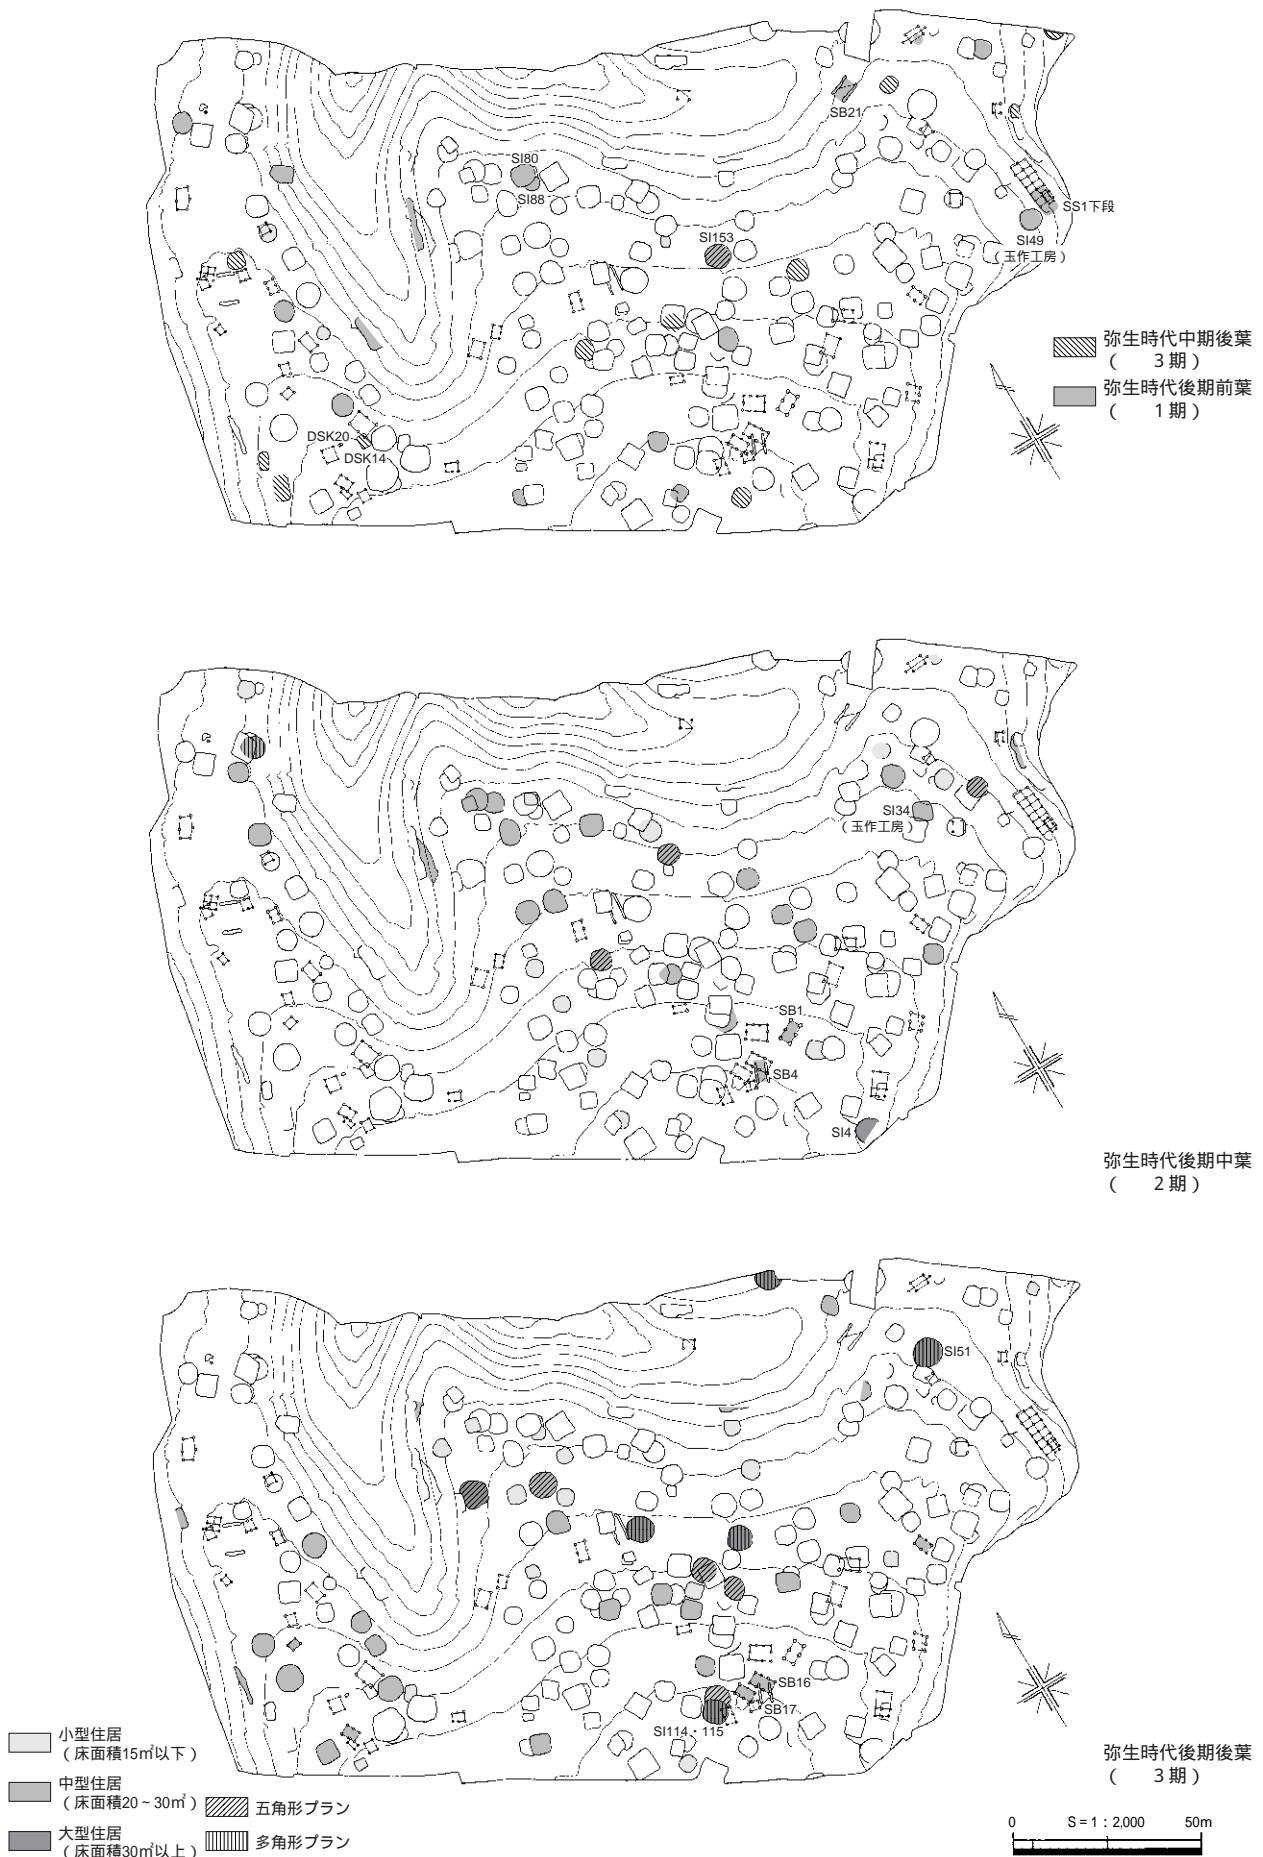 SB21
SI80
SI88
SS1下段
SI153
SI49
（玉作工房）
弥生時代中期後葉
（　　3期）
弥生時代後期前葉
（　　1期）
DSK20
DSK14
SI34
（玉作工房）
SB1
SB4
SI4
弥生時代後期中葉
（　　2期）
SI51
SB16
SB17
SI114・115
弥生時代後期後葉
（　　3期）
小型住居
（床面積15㎡以下）
中型住居
（床面積20～30㎡）
五角形プラン
大型住居
（床面積30㎡以上）
多角形プラン
0 S=1：2,000 50m